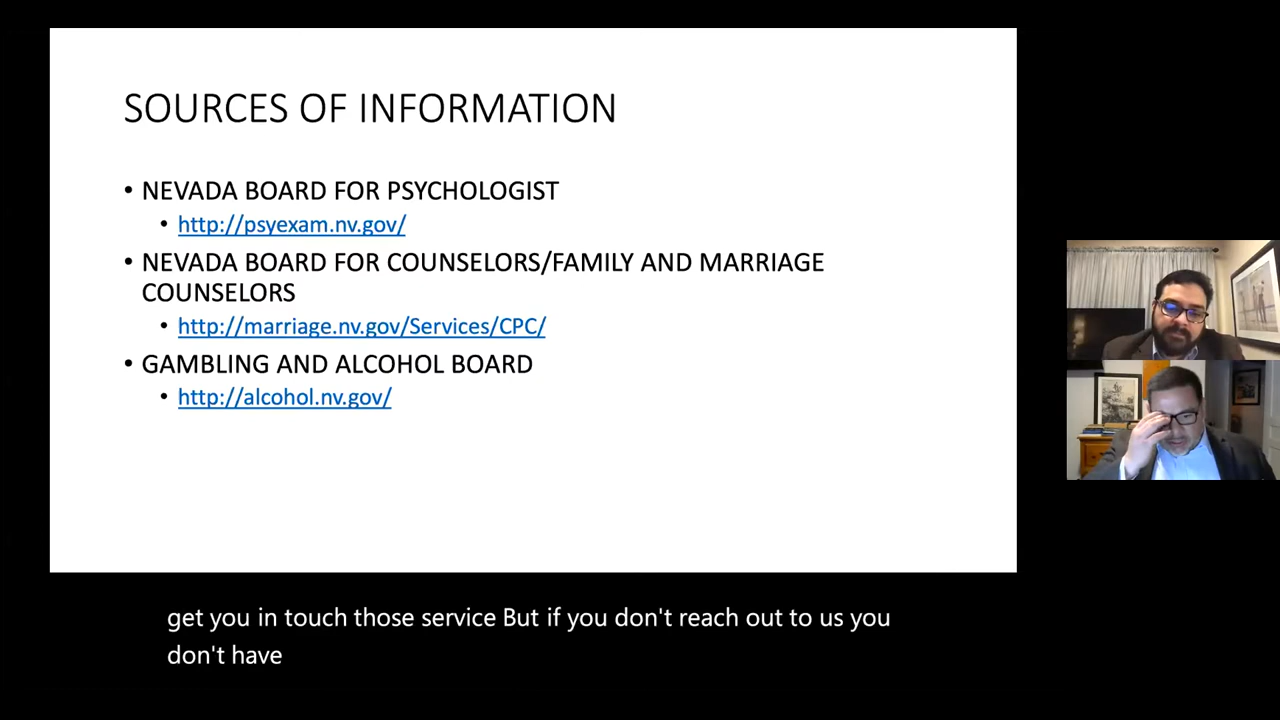 SOURCES OF INFORMATION
• NEVADA BOARD FOR PSYCHOLOGIST
• http://psyexam.nv.gov/
• NEVADA BOARD FOR COUNSELORS/FAMILY AND MARRIAGE
COUNSELORS
• http://marriage.nv.gov/Services/CPC/
• GAMBLING AND ALCOHOL BOARD
• http://alcohol.nv.gov/
get you in touch those service But if you don't reach out to us you
don't have